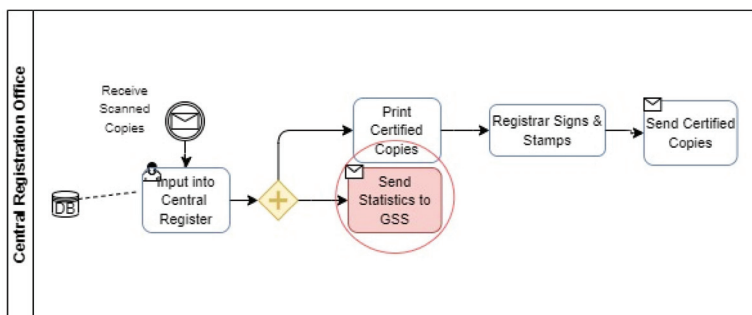 Central Registration Office
Receive
Scanned
Copies
DB
Input into
Central
Register
Print
Certified
Copies
Registrar Signs &
Stamps
Send Certified
Copies
Send
Statistics to
GSS